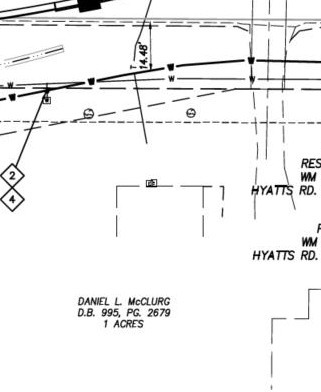 14.48'
T
W
W
W
W
W
2
4
RES
WM
HYATTS RD.
WM
HYATTS RD.
DANIEL L. McCLURG
D.B. 995, PG. 2679
1 ACRES